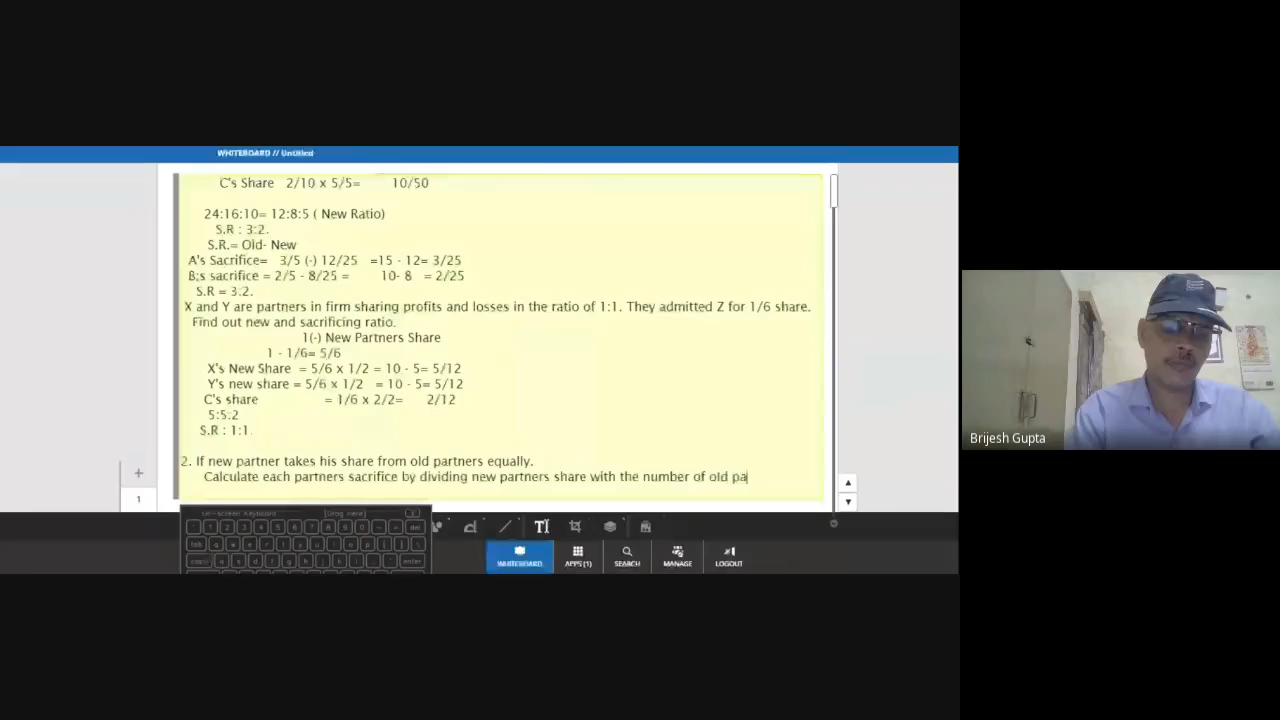 WHITEBOARD // Untitled
C's Share 2/10 x 5/5= 10/50
24:16:10= 12:8:5 ( New Ratio)
S.R : 3:2.
S.R.= Old- New
A's Sacrifice= 3/5 (-) 12/25 =15 - 12= 3/25
B;s sacrifice = 2/5 - 8/25 = 10- 8 = 2/25
S.R = 3:2.
X and Y are partners in firm sharing profits and losses in the ratio of 1:1. They admitted Z for 1/6 share.
Find out new and sacrificing ratio.
1(-) New Partners Share
1 - 1/6= 5/6
X's New Share = 5/6 x 1/2 = 10 - 5= 5/12
Y's new share = 5/6 x 1/2 = 10 - 5= 5/12
C's share = 1/6 x 2/2= 2/12
5:5:2
S.R : 1:1.
2. If new partner takes his share from old partners equally.
Calculate each partners sacrifice by dividing new partners share with the number of old pa
1
Brijesh Gupta
On-Screen Keyboard [Drag Here]
WHITEBOARD APPS (1) SEARCH MANAGE LOGOUT